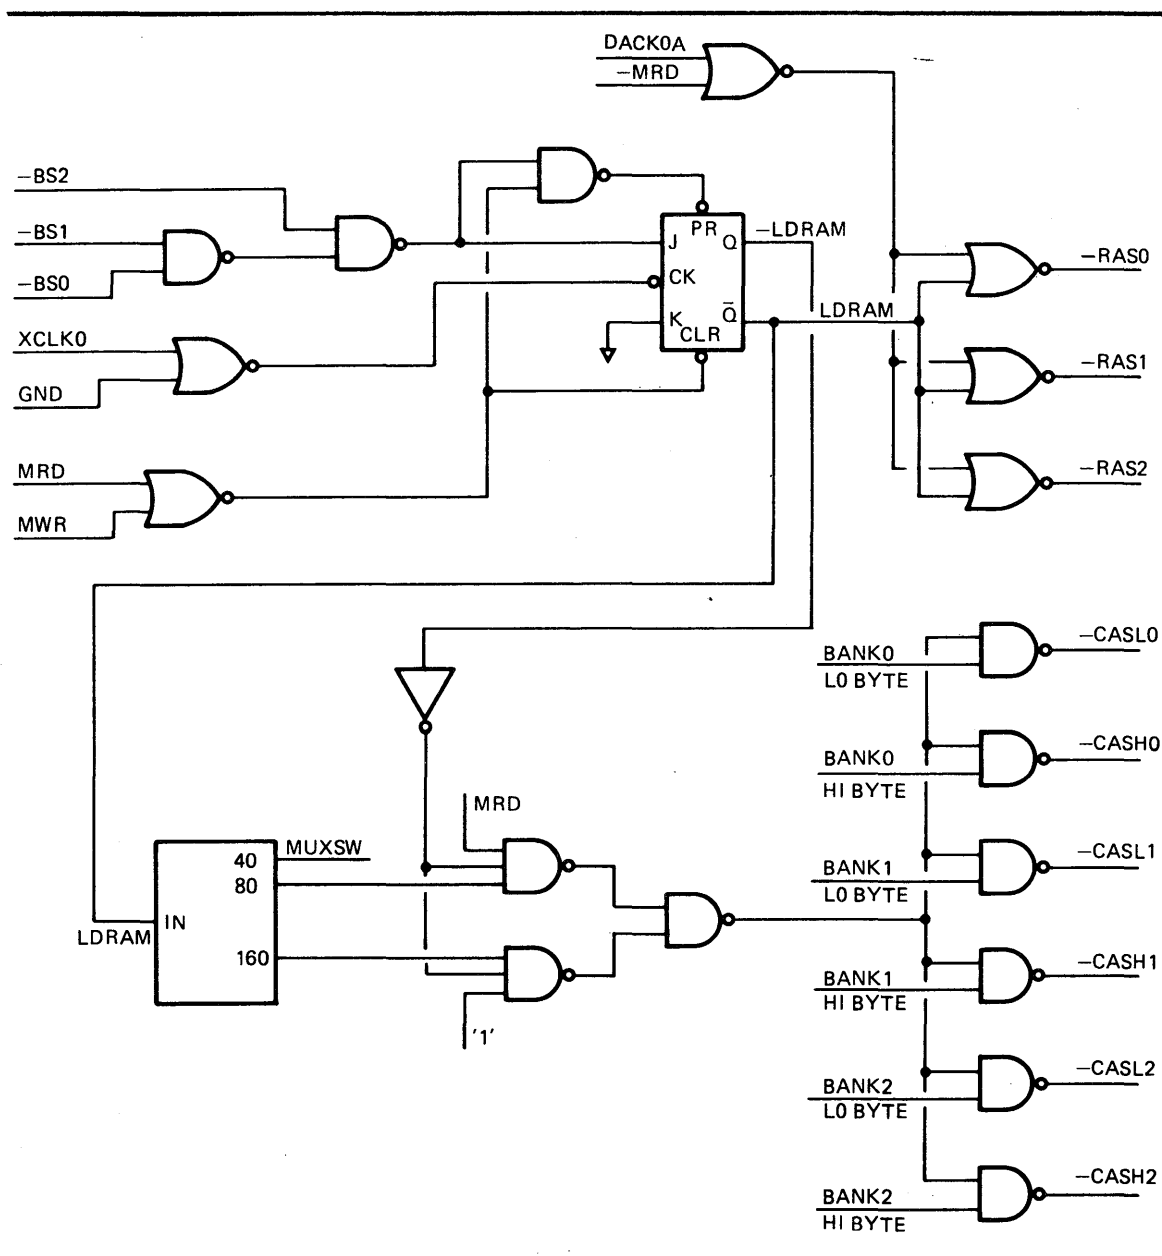 DACK0A
—MRD
—BS2
—BS1
—BS0
XCLK0
GND
MRD
MWR
PR
J
Q
CK
K
Q̅
CLR
—LDRAM
LDRAM
—RAS0
—RAS1
—RAS2
BANK0
LO BYTE
—CASL0
BANK0
HI BYTE
—CASH0
MRD
MUXSW
40
80
IN
LDRAM
160
'1'
BANK1
LO BYTE
—CASL1
BANK1
HI BYTE
—CASH1
BANK2
LO BYTE
—CASL2
BANK2
HI BYTE
—CASH2